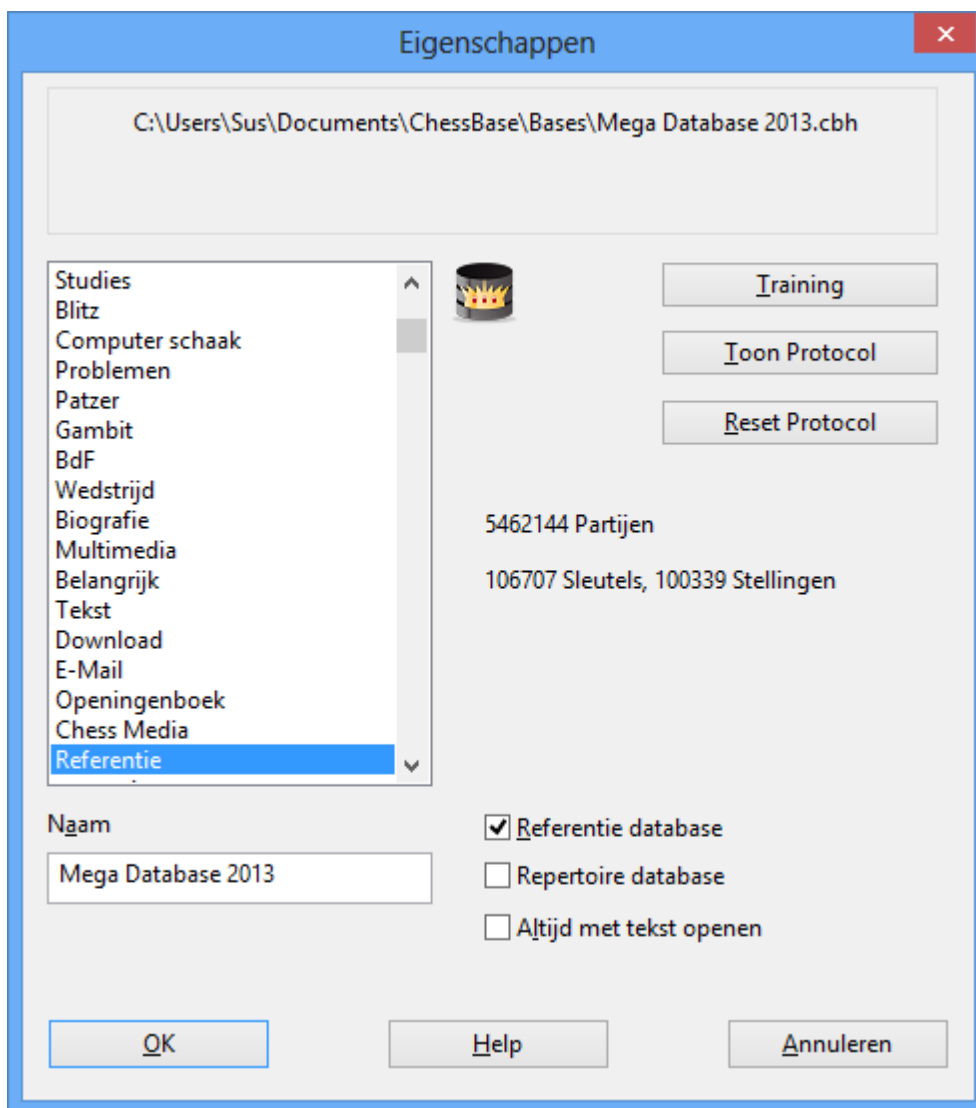 Eigenschappen
C:\Users\Sus\Documents\ChessBase\Bases\Mega Database 2013.cbh
Studies
Blitz
Computer schaak
Problemen
Patzer
Gambit
BdF
Wedstrijd
Biografie
Multimedia
Belangrijk
Tekst
Download
E-Mail
Openingenboek
Chess Media
Referentie
Training
Toon Protocol
Reset Protocol
5462144 Partijen
106707 Sleutels, 100339 Stellingen
Naam
Mega Database 2013
Referentie database
Repertoire database
Altijd met tekst openen
OK
Help
Annuleren